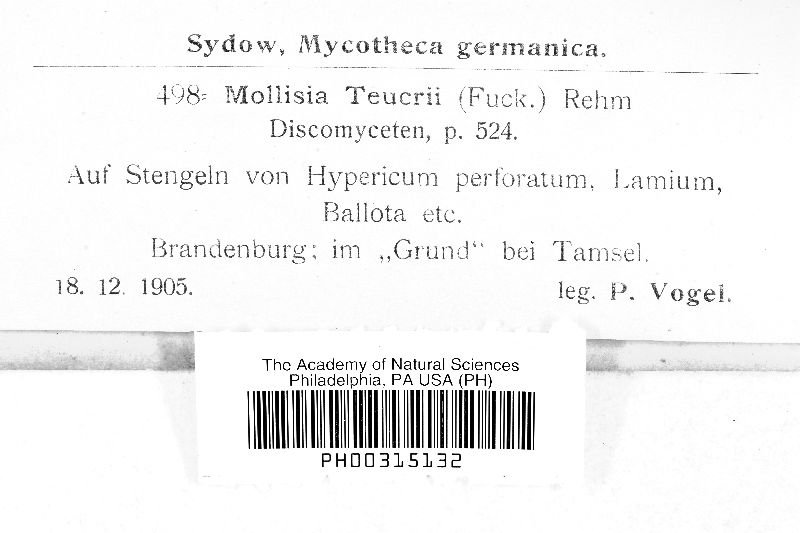 Sydow, Mycotheca germanica.
498. Mollisia Teucrii (Fuck.) Rehm
Discomyceten, p. 524.
Auf Stengeln von Hypericum perforatum, Lamium,
Ballota etc.
Brandenburg; im „Grund“ bei Tamsel.
18. 12. 1905. leg. P. Vogel.
The Academy of Natural Sciences
Philadelphia, PA USA (PH)
PH00315132